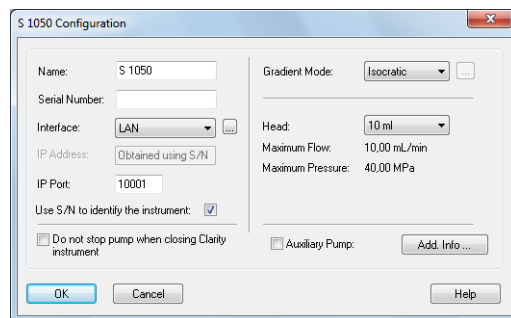 S 1050 Configuration
x
Name: S 1050
Serial Number:
Interface: LAN ...
IP Address: Obtained using S/N
IP Port: 10001
Use S/N to identify the instrument:
Do not stop pump when closing Clarity
instrument
Gradient Mode: Isocratic ...
Head: 10 ml
Maximum Flow: 10,00 mL/min
Maximum Pressure: 40,00 MPa
Auxiliary Pump: Add. Info ...
OK Cancel Help